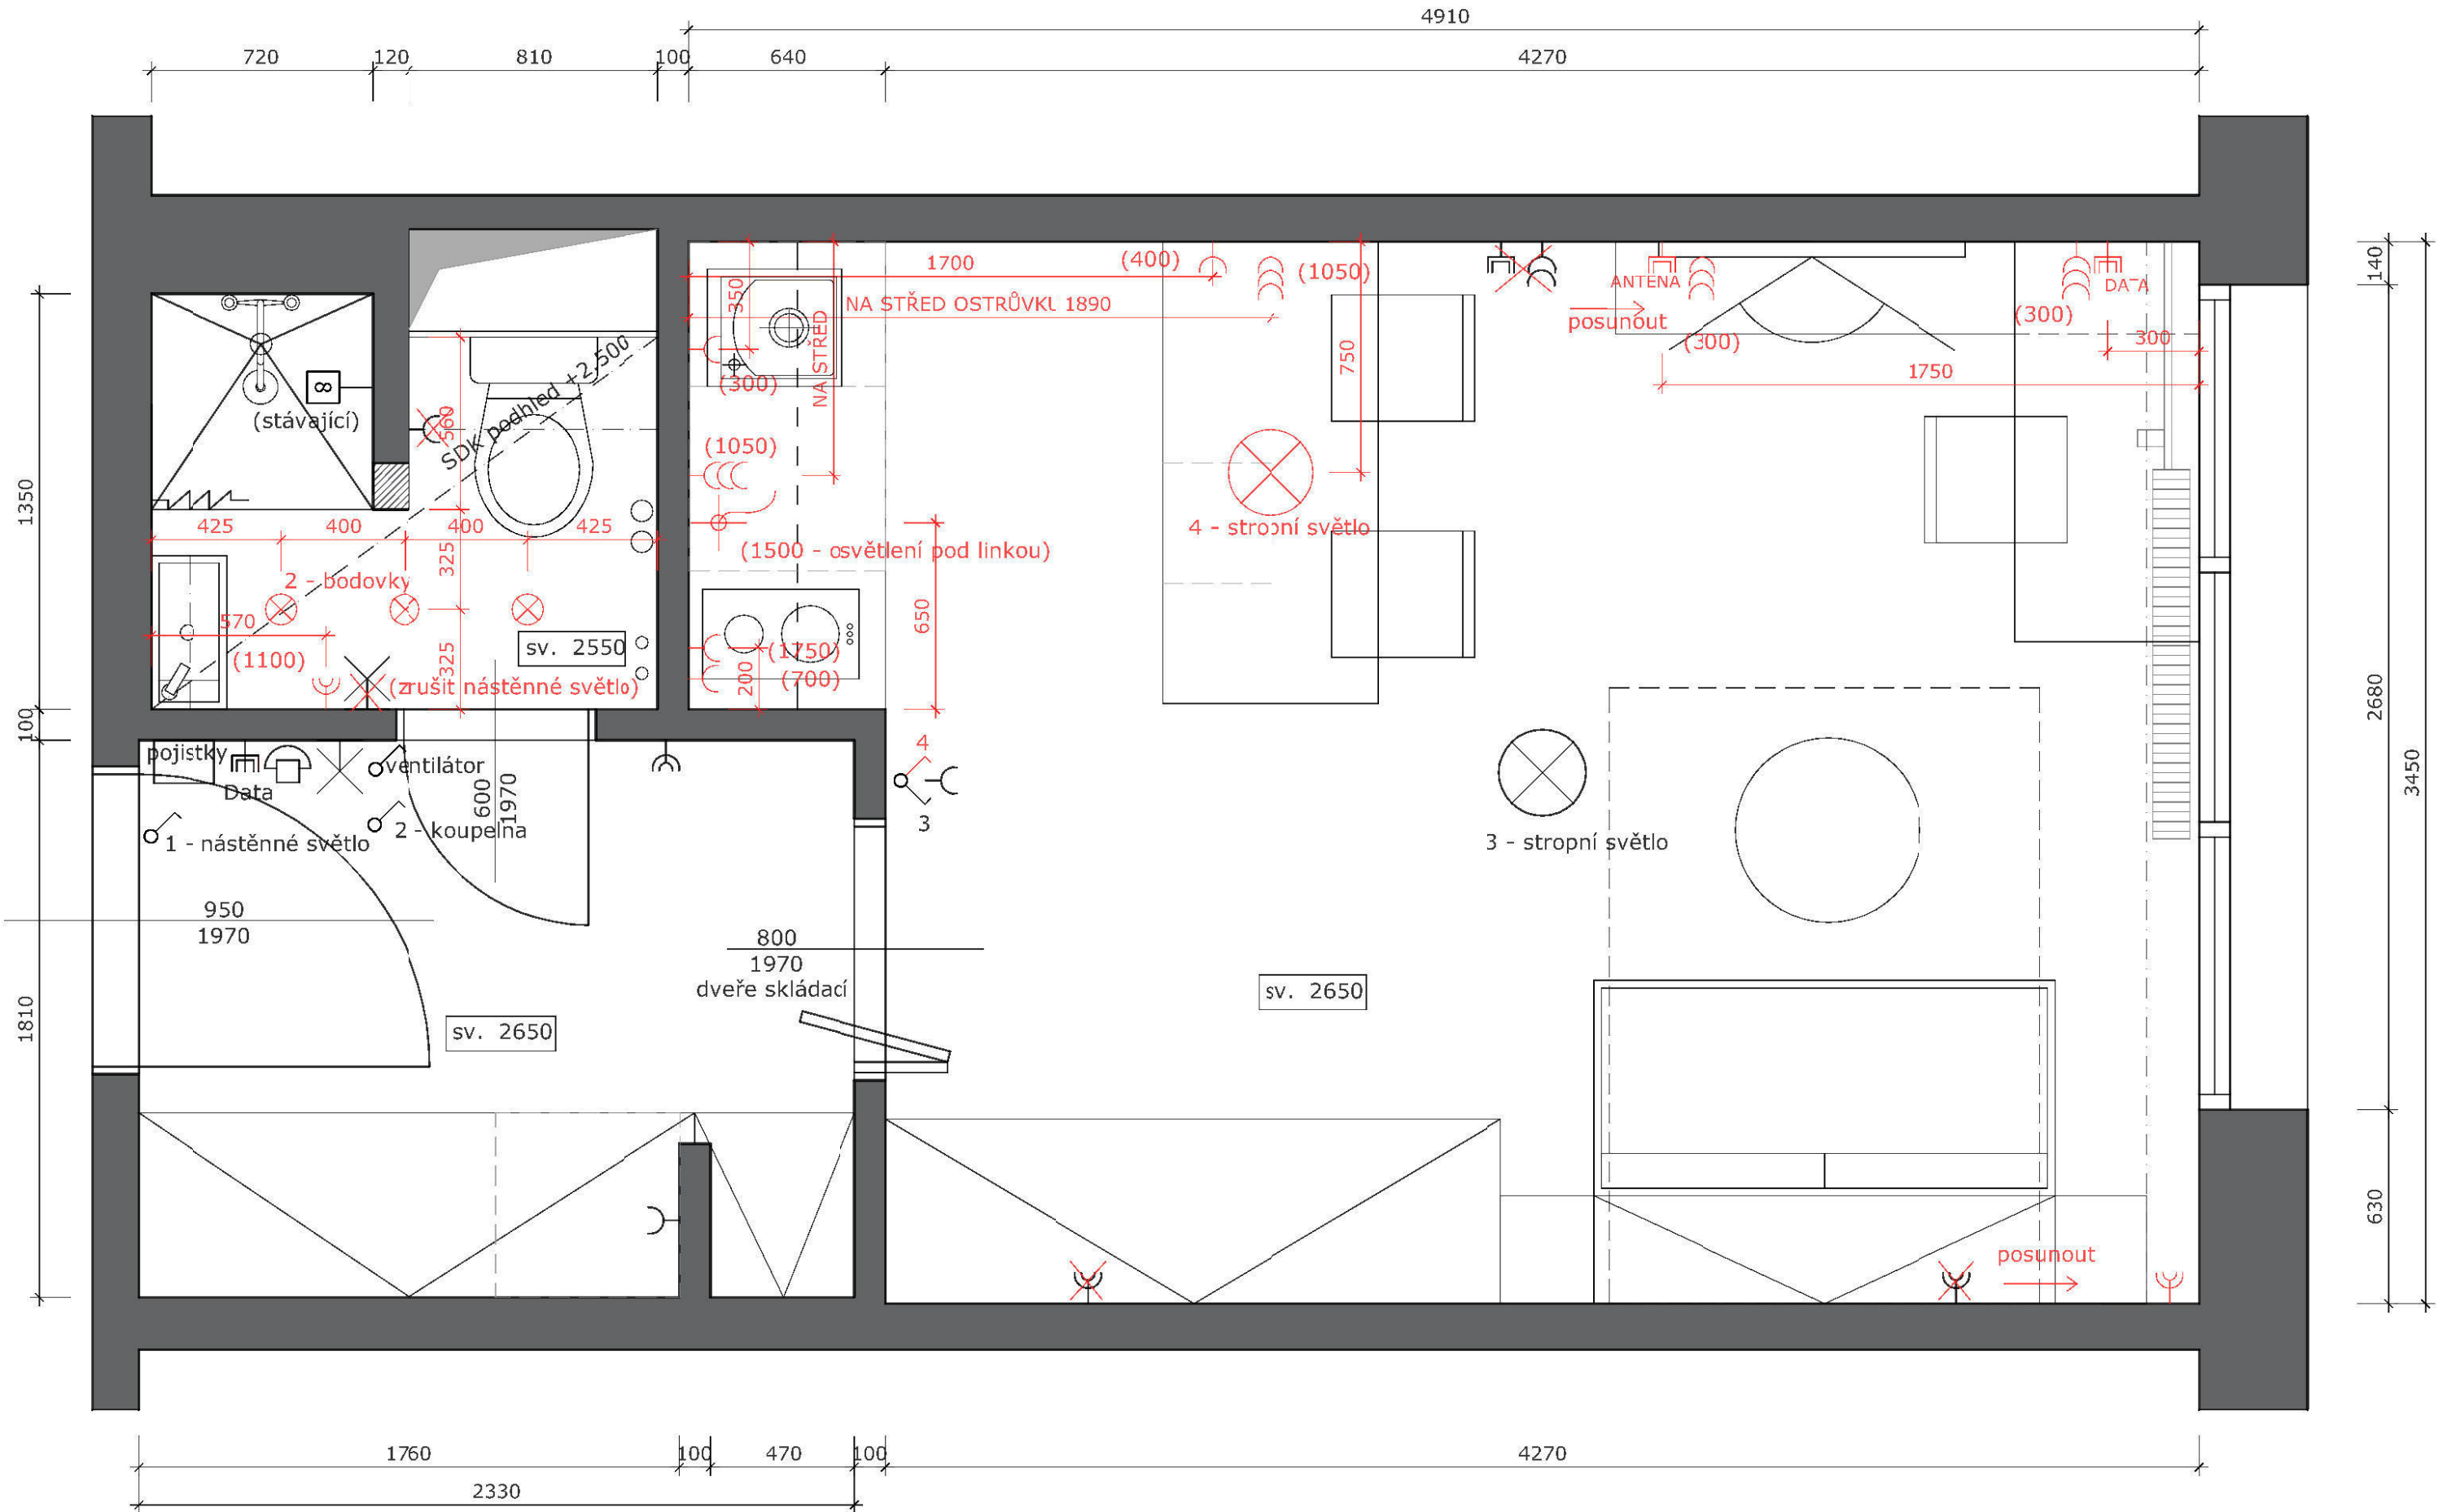 4910
720 120 810 100 640 4270
1700
(400)
(1050)
350
NA STŘED OSTRŮVKU 1890
NA STŘED
ANTENA
posunout
(300)
DATA
(300)
300
1750
750
140
(300)
8
(stávající)
SDK podhled +2,500
560
(1050)
1350
425 400 400 425
325
(1500 - osvětlení pod linkou)
4 - stropní světlo
2 - bodovky
570
(1100)
sv. 2550
325
(zrušit nástěnné světlo)
(1750)
(700)
200
650
2680
3450
100
pojistky
Data
ventilátor
600
1970
2 - koupelna
1 - nástěnné světlo
4
3
3 - stropní světlo
950
1970
800
1970
dveře skládací
sv. 2650
sv. 2650
1810
630
posunout
1760 100 470 100 4270
2330